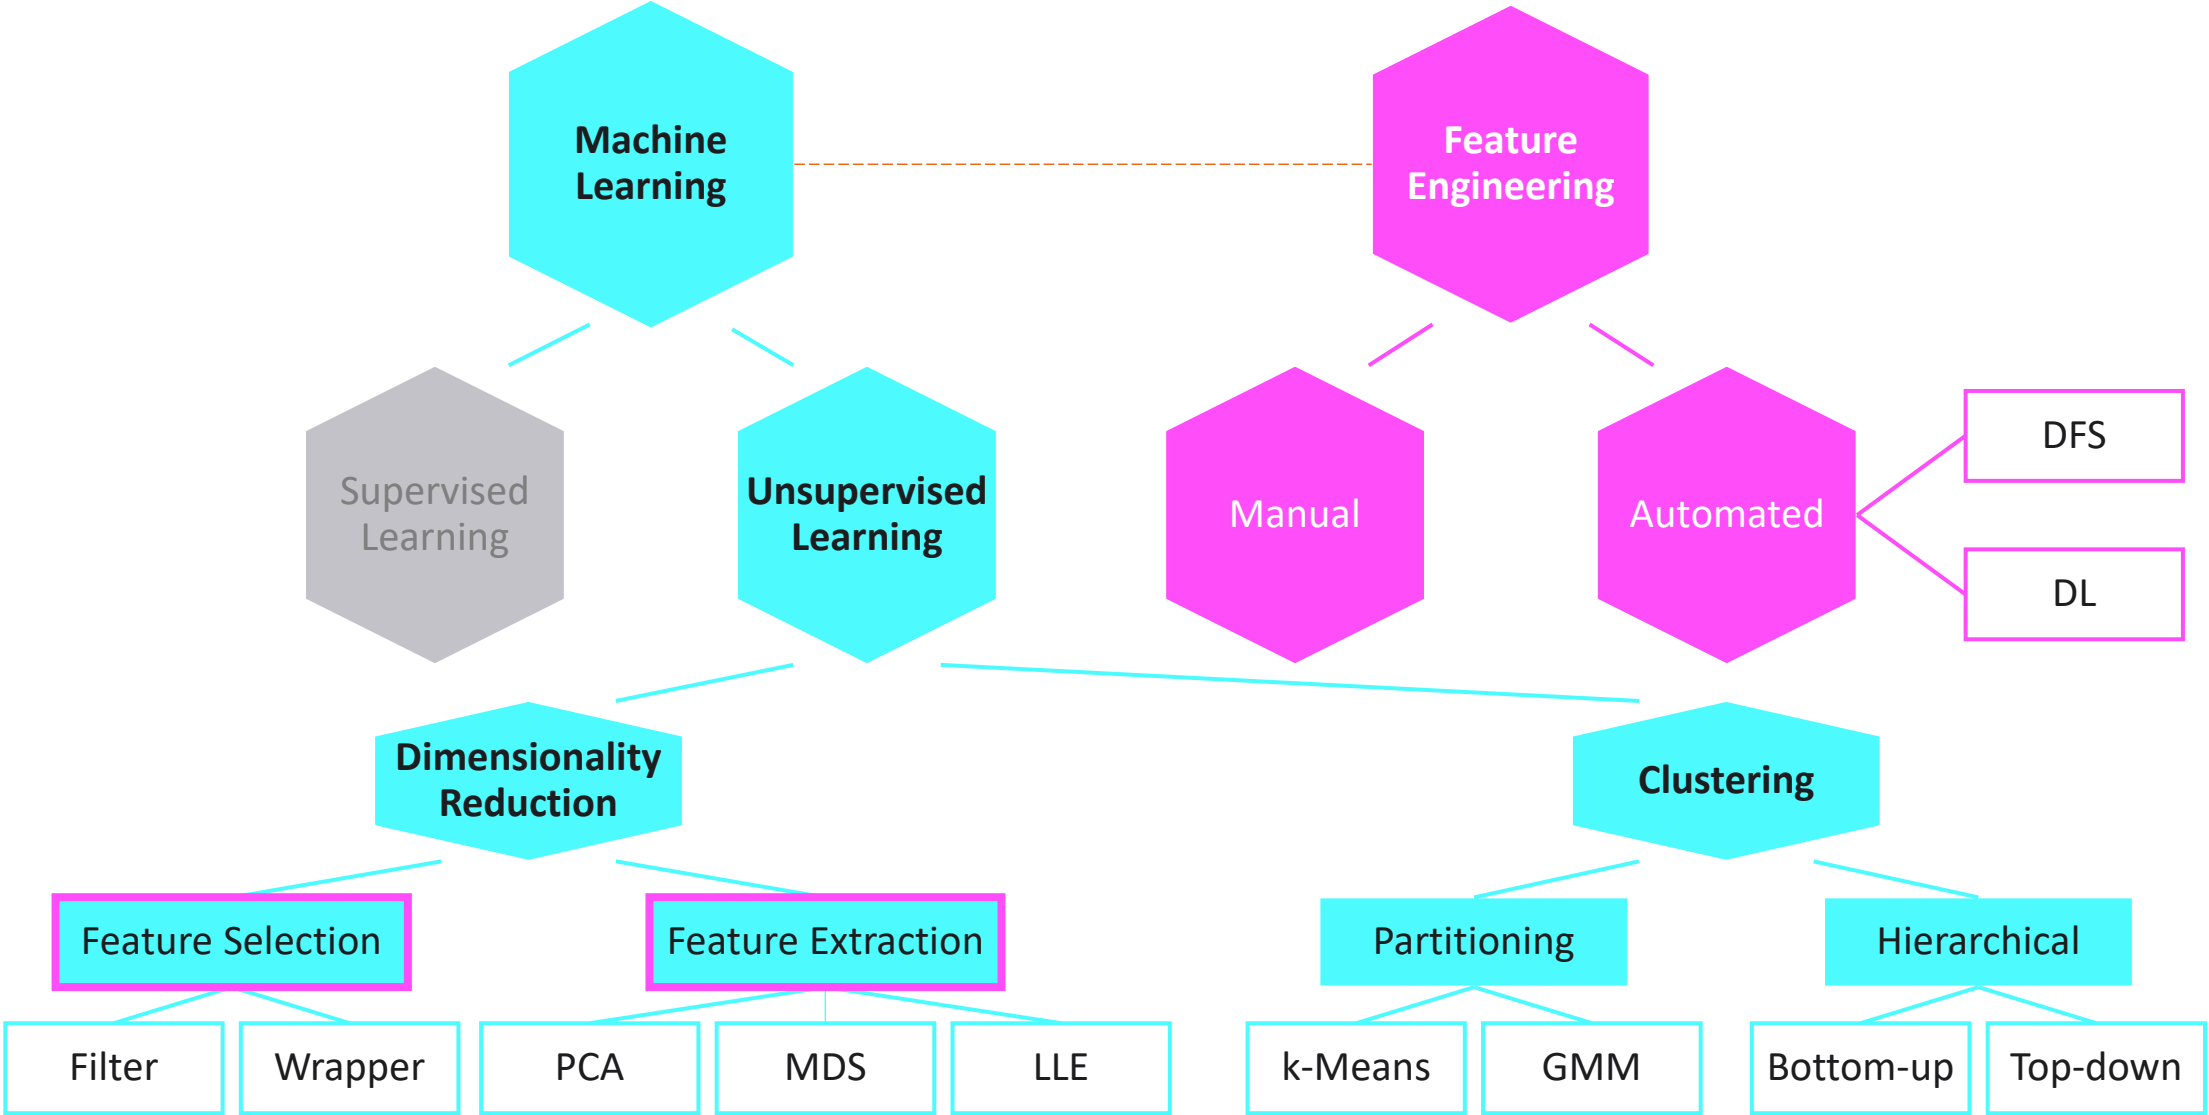 Machine
Learning
Feature
Engineering
Supervised
Learning
Unsupervised
Learning
Manual
Automated
DFS
DL
Dimensionality
Reduction
Clustering
Feature Selection
Feature Extraction
Partitioning
Hierarchical
Filter
Wrapper
PCA
MDS
LLE
k-Means
GMM
Bottom-up
Top-down